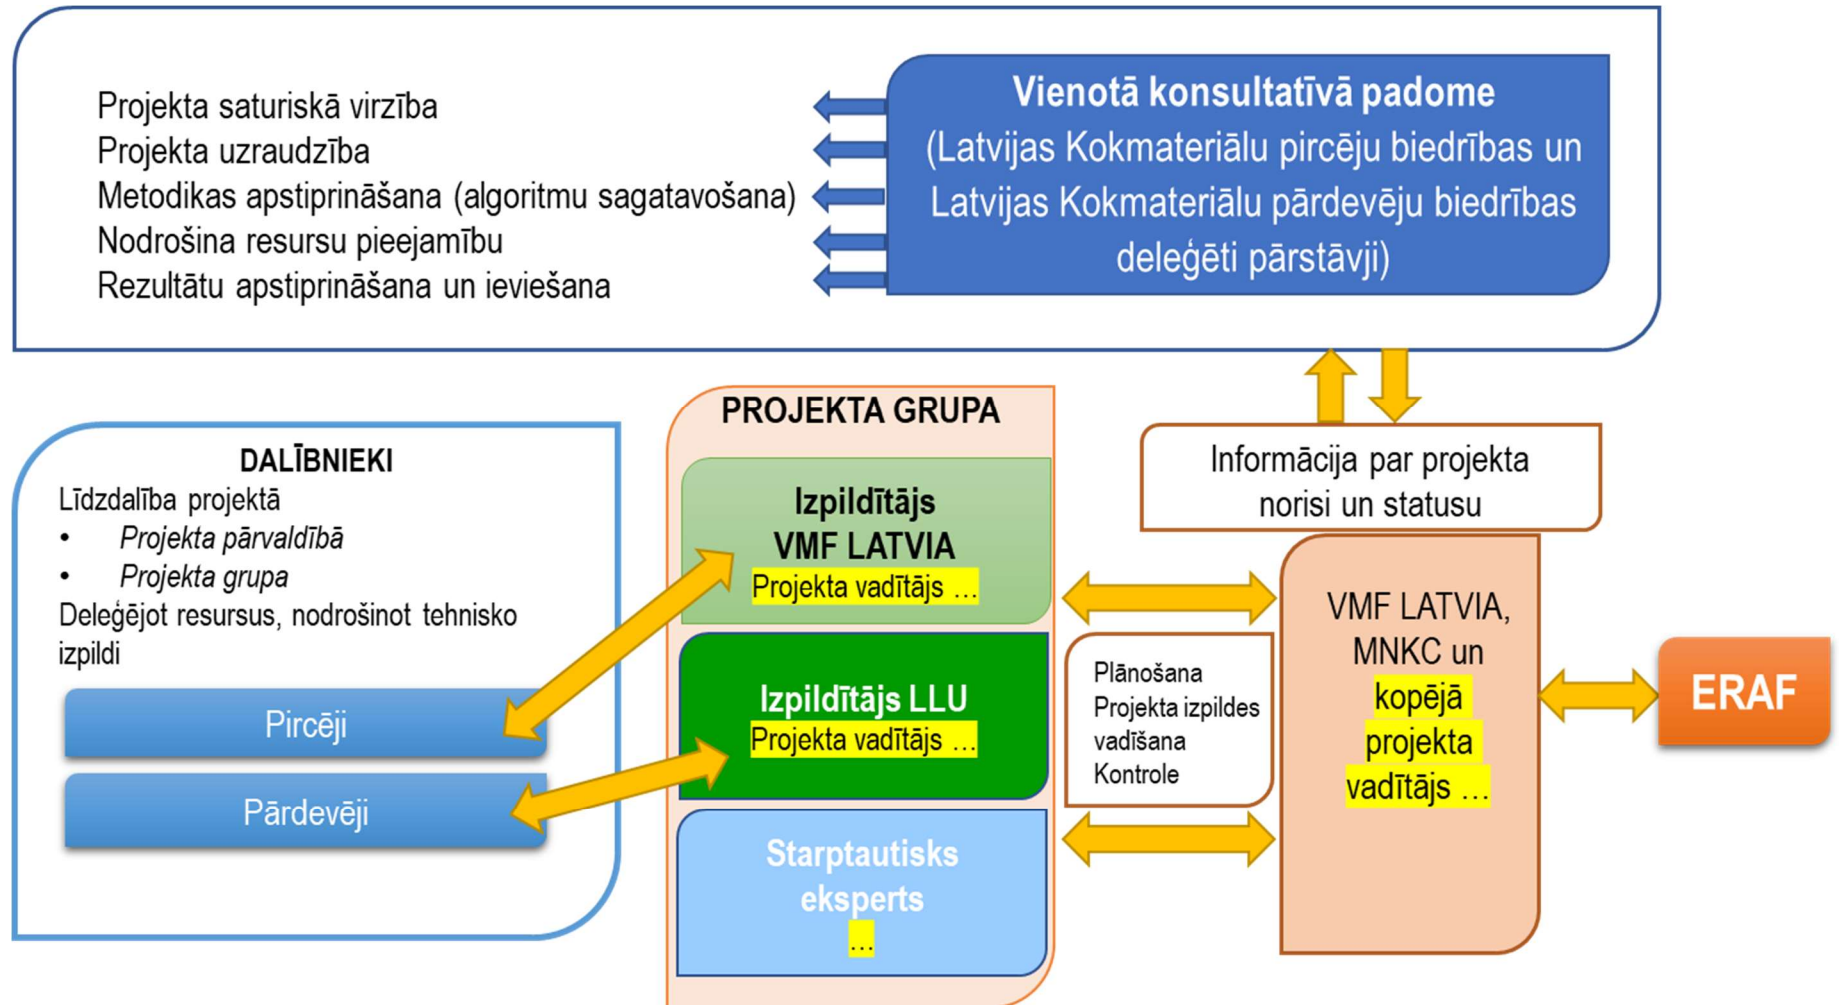 Projekta saturiskā virzība
Projekta uzraudzība
Metodikas apstiprināšana (algoritmu sagatavošana)
Nodrošina resursu pieejamību
Rezultātu apstiprināšana un ieviešana
Vienotā konsultatīvā padome
(Latvijas Kokmateriālu pircēju biedrības un
Latvijas Kokmateriālu pārdevēju biedrības
deleģēti pārstāvji)
DALĪBNIEKI
Līdzdalība projektā
• Projekta pārvaldībā
• Projekta grupa
Deleģējot resursus, nodrošinot tehnisko
izpildi
Pircēji
Pārdevēji
PROJEKTA GRUPA
Izpildītājs
VMF LATVIA
Projekta vadītājs ...
Izpildītājs LLU
Projekta vadītājs ...
Starptautisks
eksperts
...
Informācija par projekta
norisi un statusu
Plānošana
Projekta izpildes
vadīšana
Kontrole
VMF LATVIA,
MNKC un
kopējā
projekta
vadītājs ...
ERAF